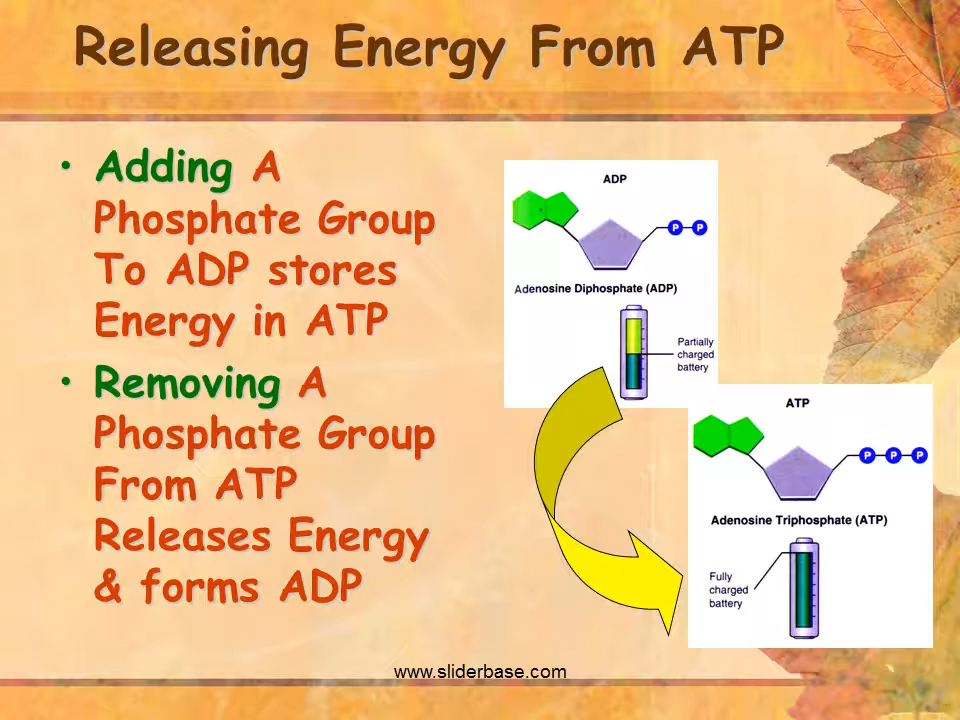 Releasing Energy From ATP
• Adding A
Phosphate Group
To ADP stores
Energy in ATP
• Removing A
Phosphate Group
From ATP
Releases Energy
& forms ADP
ADP
P P
Adenosine Diphosphate (ADP)
Partially
charged
battery
ATP
P P P
Adenosine Triphosphate (ATP)
Fully
charged
battery
www.sliderbase.com